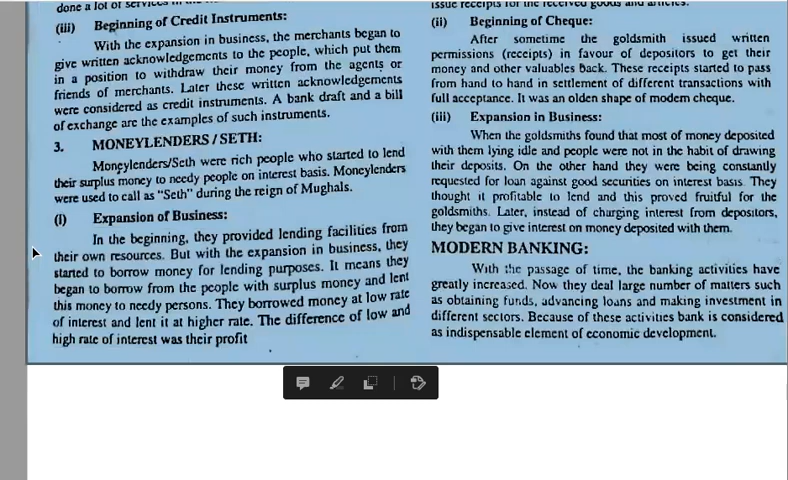 done a lot of services in the
(iii) Beginning of Credit Instruments:
With the expansion in business, the merchants began to
give written acknowledgements to the people, which put them
in a position to withdraw their money from the agents or
friends of merchants. Later these written acknowledgements
were considered as credit instruments. A bank draft and a bill
of exchange are the examples of such instruments.
3. MONEYLENDERS / SETH:
Moneylenders/Seth were rich people who started to lend
their surplus money to needy people on interest basis. Moneylenders
were used to call as "Seth" during the reign of Mughals.
(i) Expansion of Business:
In the beginning, they provided lending facilities from
their own resources. But with the expansion in business, they
started to borrow money for lending purposes. It means they
began to borrow from the people with surplus money and lent
this money to needy persons. They borrowed money at low rate
of interest and lent it at higher rate. The difference of low and
high rate of interest was their profit
issue receipts for the received goods and articles.
(ii) Beginning of Cheque:
After sometime the goldsmith issued written
permissions (receipts) in favour of depositors to get their
money and other valuables back. These receipts started to pass
from hand to hand in settlement of different transactions with
full acceptance. It was an olden shape of modern cheque.
(iii) Expansion in Business:
When the goldsmiths found that most of money deposited
with them lying idle and people were not in the habit of drawing
their deposits. On the other hand they were being constantly
requested for loan against good securities on interest basis. They
thought it profitable to lend and this proved fruitful for the
goldsmiths. Later, instead of charging interest from depositors,
they began to give interest on money deposited with them.
MODERN BANKING:
With the passage of time, the banking activities have
greatly increased. Now they deal large number of matters such
as obtaining funds, advancing loans and making investment in
different sectors. Because of these activities bank is considered
as indispensable element of economic development.